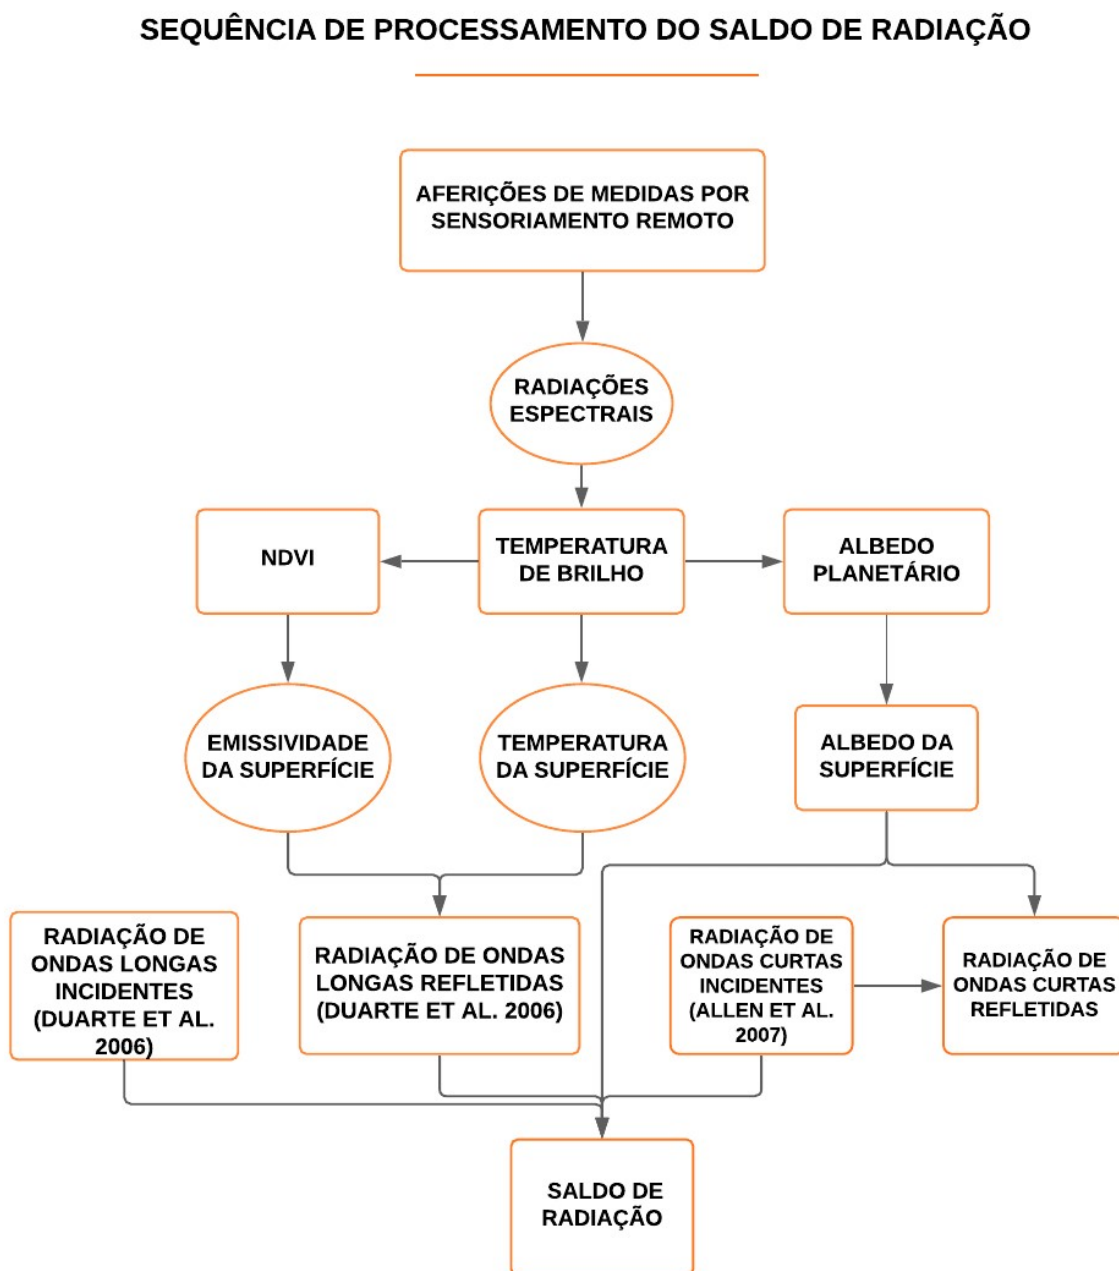 SEQUÊNCIA DE PROCESSAMENTO DO SALDO DE RADIAÇÃO
AFERIÇÕES DE MEDIDAS POR
SENSORIAMENTO REMOTO
RADIAÇÕES
ESPECTRAIS
NDVI
TEMPERATURA
DE BRILHO
ALBEDO
PLANETÁRIO
EMISSIVIDADE
DA SUPERFÍCIE
TEMPERATURA
DA SUPERFÍCIE
ALBEDO DA
SUPERFÍCIE
RADIAÇÃO DE
ONDAS LONGAS
INCIDENTES
(DUARTE ET AL.
2006)
RADIAÇÃO DE ONDAS
LONGAS REFLETIDAS
(DUARTE ET AL. 2006)
RADIAÇÃO DE
ONDAS CURTAS
INCIDENTES
(ALLEN ET AL.
2007)
RADIAÇÃO DE
ONDAS CURTAS
REFLETIDAS
SALDO DE
RADIAÇÃO